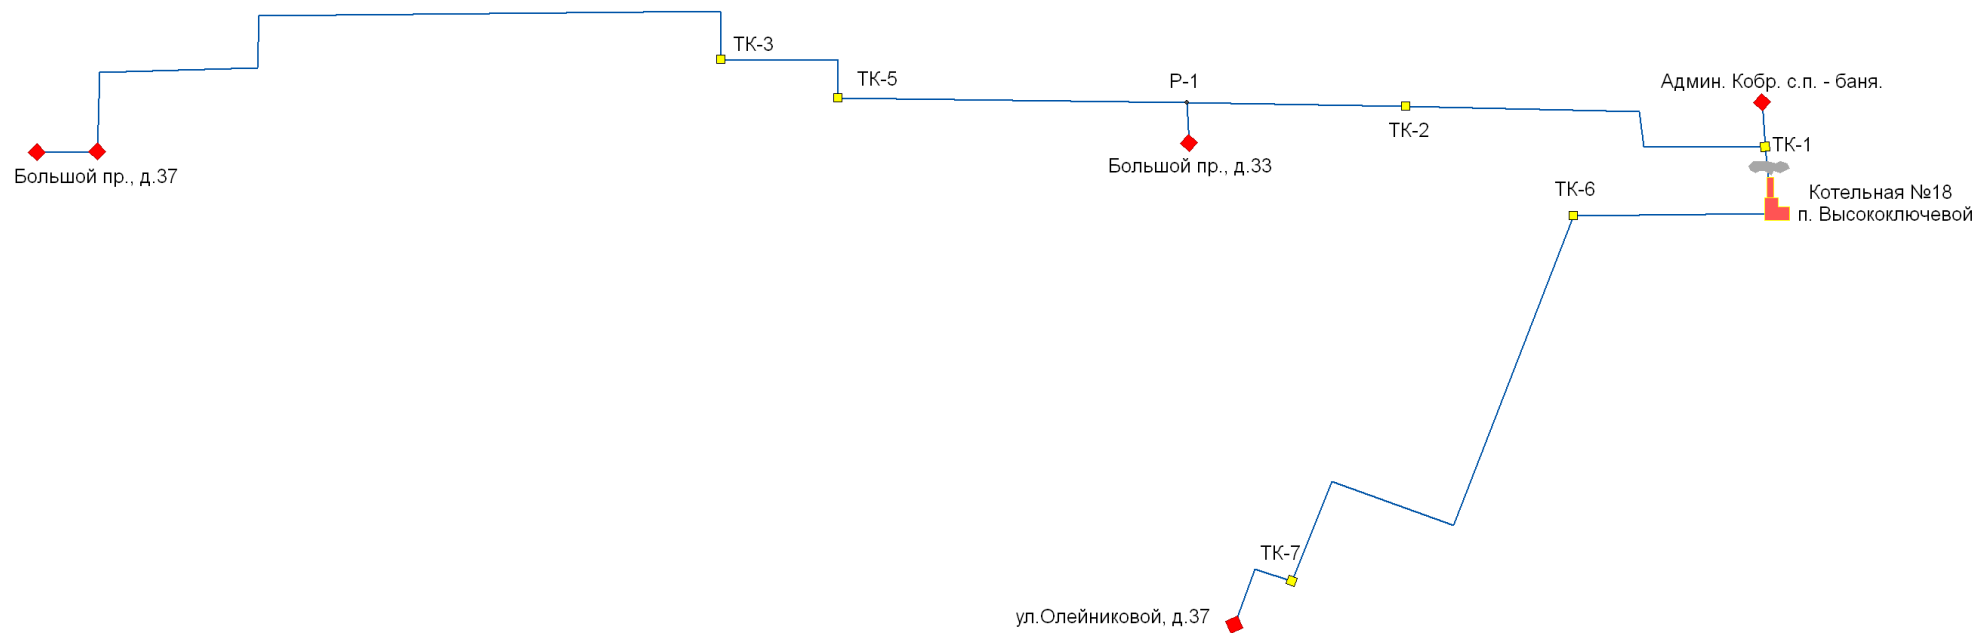 ТК-3
ТК-5
Р-1
Админ. Кобр. с.п. - баня.
ТК-2
ТК-1
Большой пр., д.33
Большой пр., д.37
ТК-6
Котельная №18
п. Высокоключевой
ТК-7
ул.Олейниковой, д.37